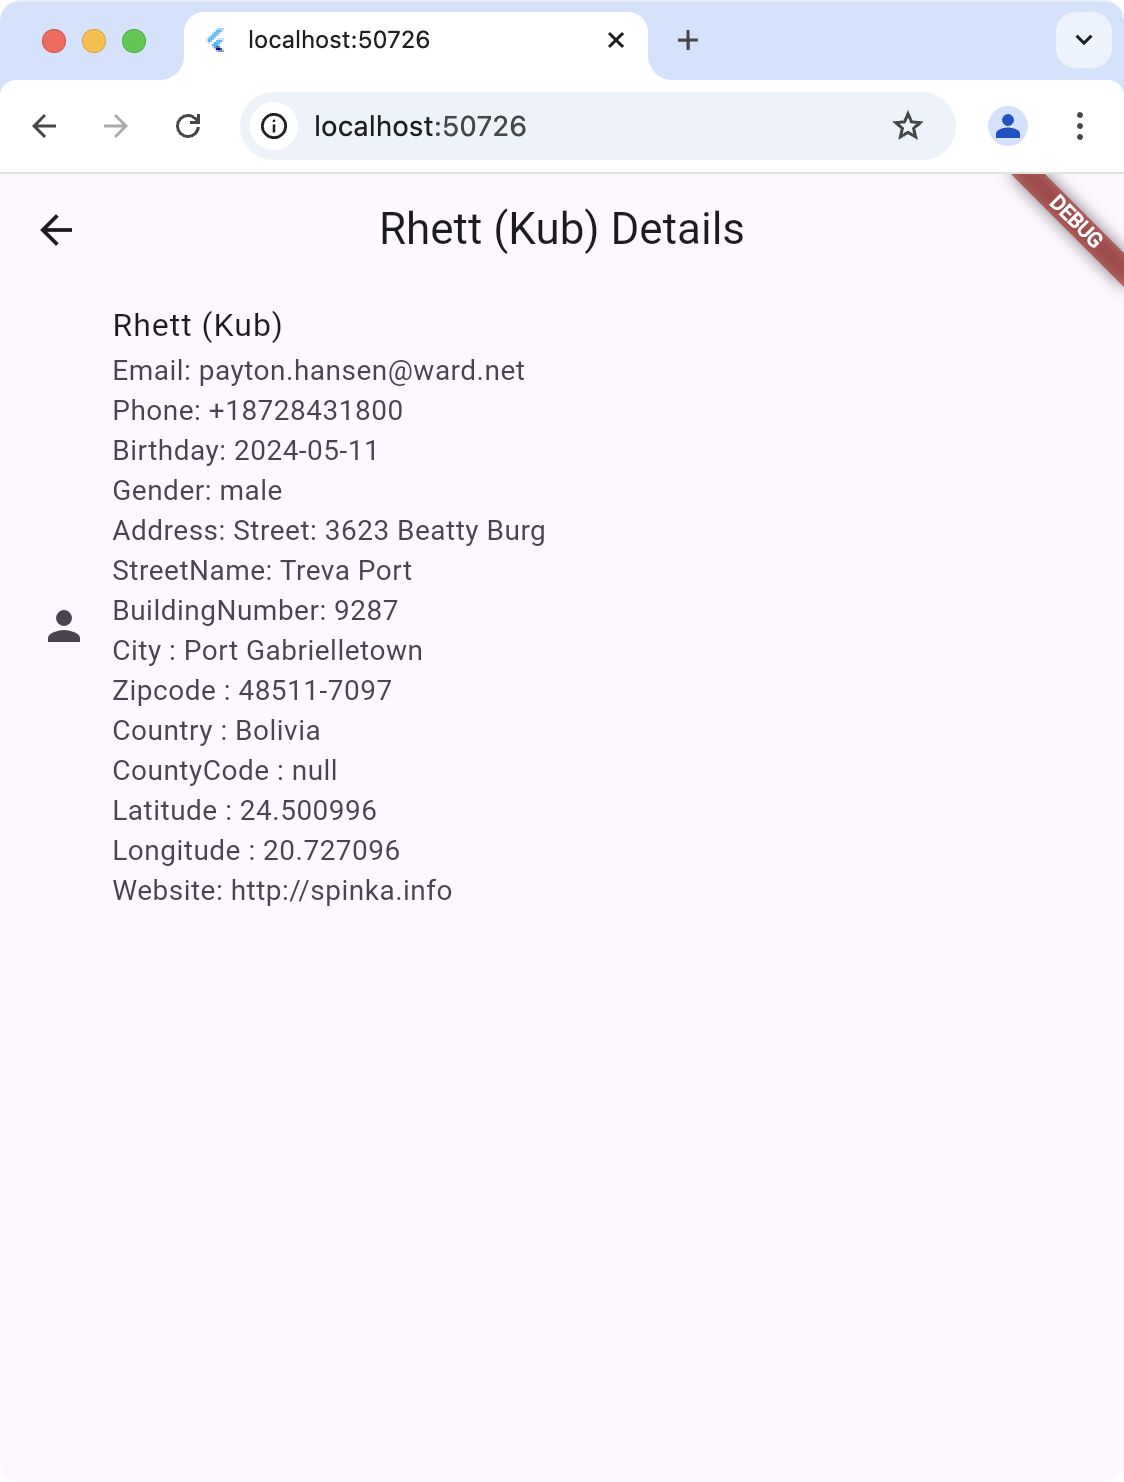 localhost:50726
localhost:50726
DEBUG
Rhett (Kub) Details
Rhett (Kub)
Email: payton.hansen@ward.net
Phone: +18728431800
Birthday: 2024-05-11
Gender: male
Address: Street: 3623 Beatty Burg
StreetName: Treva Port
BuildingNumber: 9287
City : Port Gabrielletown
Zipcode : 48511-7097
Country : Bolivia
CountyCode : null
Latitude : 24.500996
Longitude : 20.727096
Website: http://spinka.info